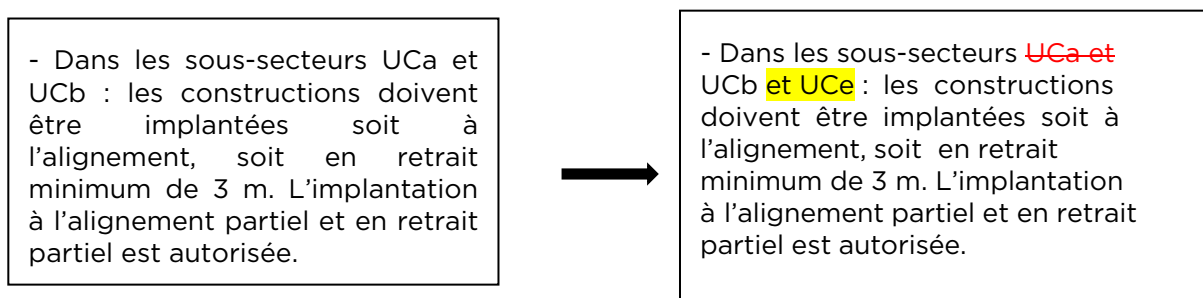 - Dans les sous-secteurs UCa et
UCb : les constructions doivent
être implantées soit à
l’alignement, soit en retrait
minimum de 3 m. L’implantation
à l’alignement partiel et en retrait
partiel est autorisée.
- Dans les sous-secteurs UCa et
UCb et UCe : les constructions
doivent être implantées soit à
l’alignement, soit en retrait
minimum de 3 m. L’implantation
à l’alignement partiel et en retrait
partiel est autorisée.